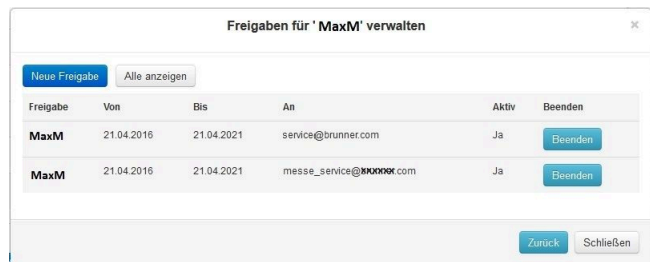 Freigaben für ' MaxM' verwalten ×
Neue Freigabe Alle anzeigen
Freigabe Von Bis An Aktiv Beenden
MaxM 21.04.2016 21.04.2021 service@brunner.com Ja Beenden
MaxM 21.04.2016 21.04.2021 messe_service@xxxxxx.com Ja Beenden
Zurück Schließen